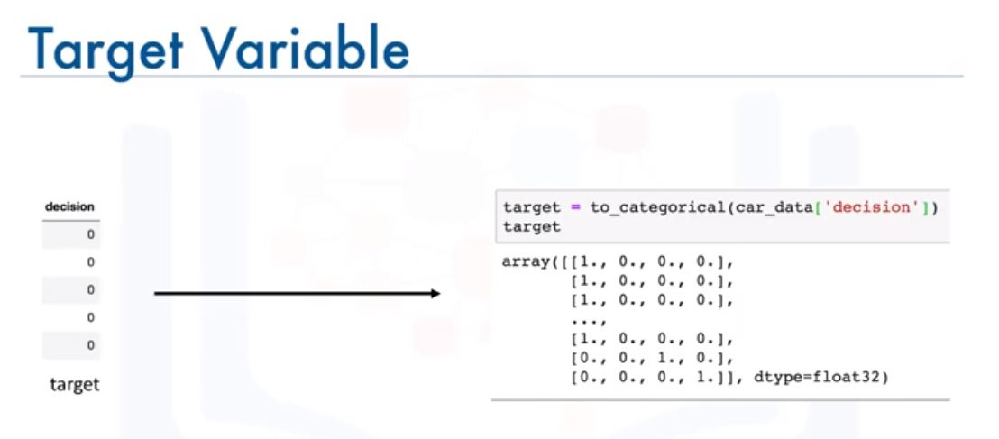 Target Variable
decision
0
0
0
0
0
target
target = to_categorical(car_data['decision'])
target
array([[1., 0., 0., 0.],
[1., 0., 0., 0.],
[1., 0., 0., 0.],
...,
[1., 0., 0., 0.],
[0., 0., 1., 0.],
[0., 0., 0., 1.]], dtype=float32)